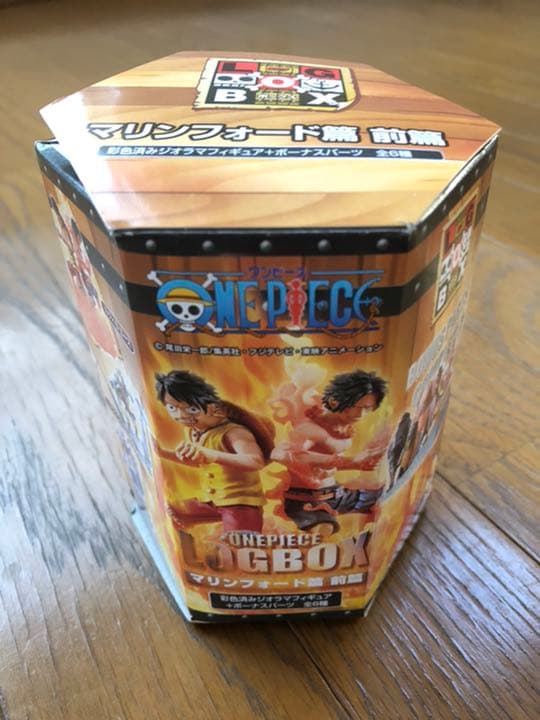 LOG
BOX
マリンフォード篇 前篇
彩色済みジオラマフィギュア+ボーナスパーツ 全6種
ワンピース
ONE PIECE
© 尾田栄一郎/集英社・フジテレビ・東映アニメーション
ONEPIECE
LOGBOX
マリンフォード篇 前篇
彩色済みジオラマフィギュア
+ボーナスパーツ 全6種
LOG
BOX